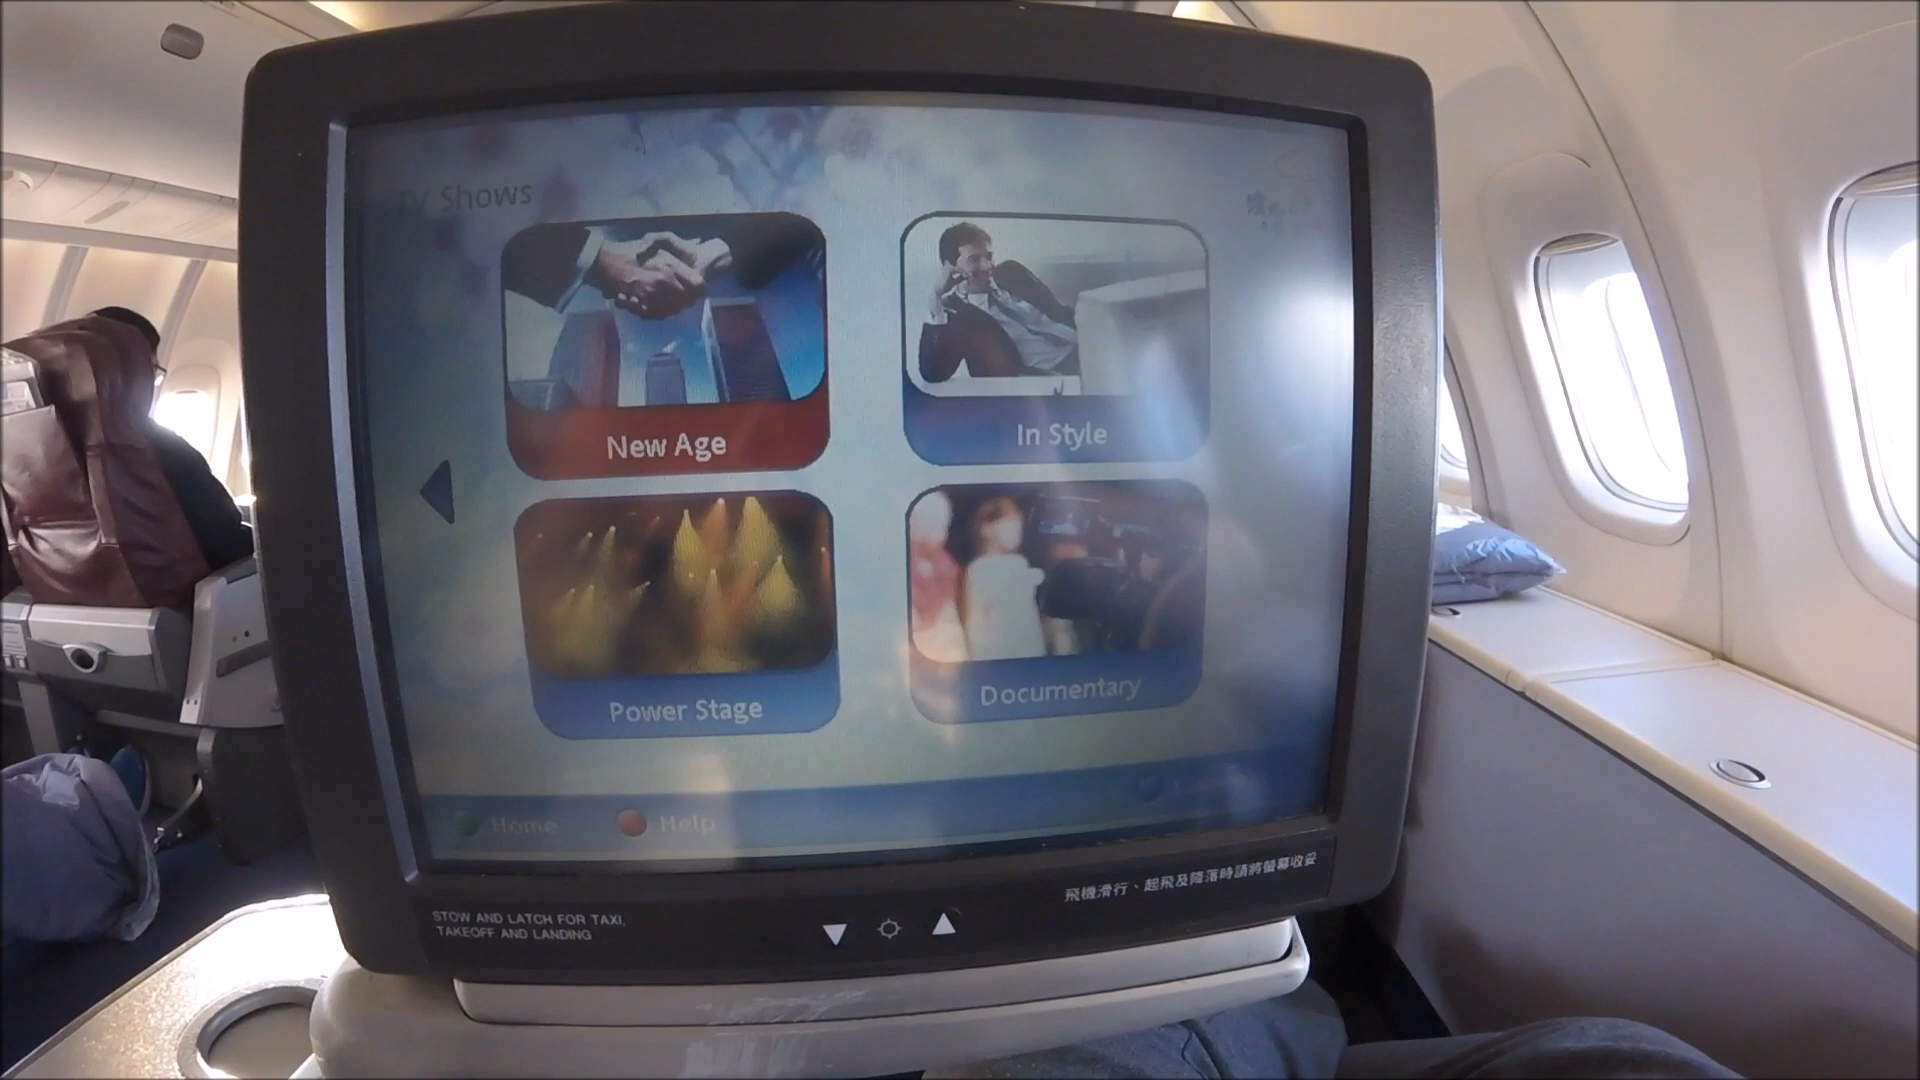 TV Shows
New Age
In Style
Power Stage
Documentary
Home
Help
STOW AND LATCH FOR TAXI,
TAKEOFF AND LANDING
飛機滑行、起飛及降落時請將螢幕收妥